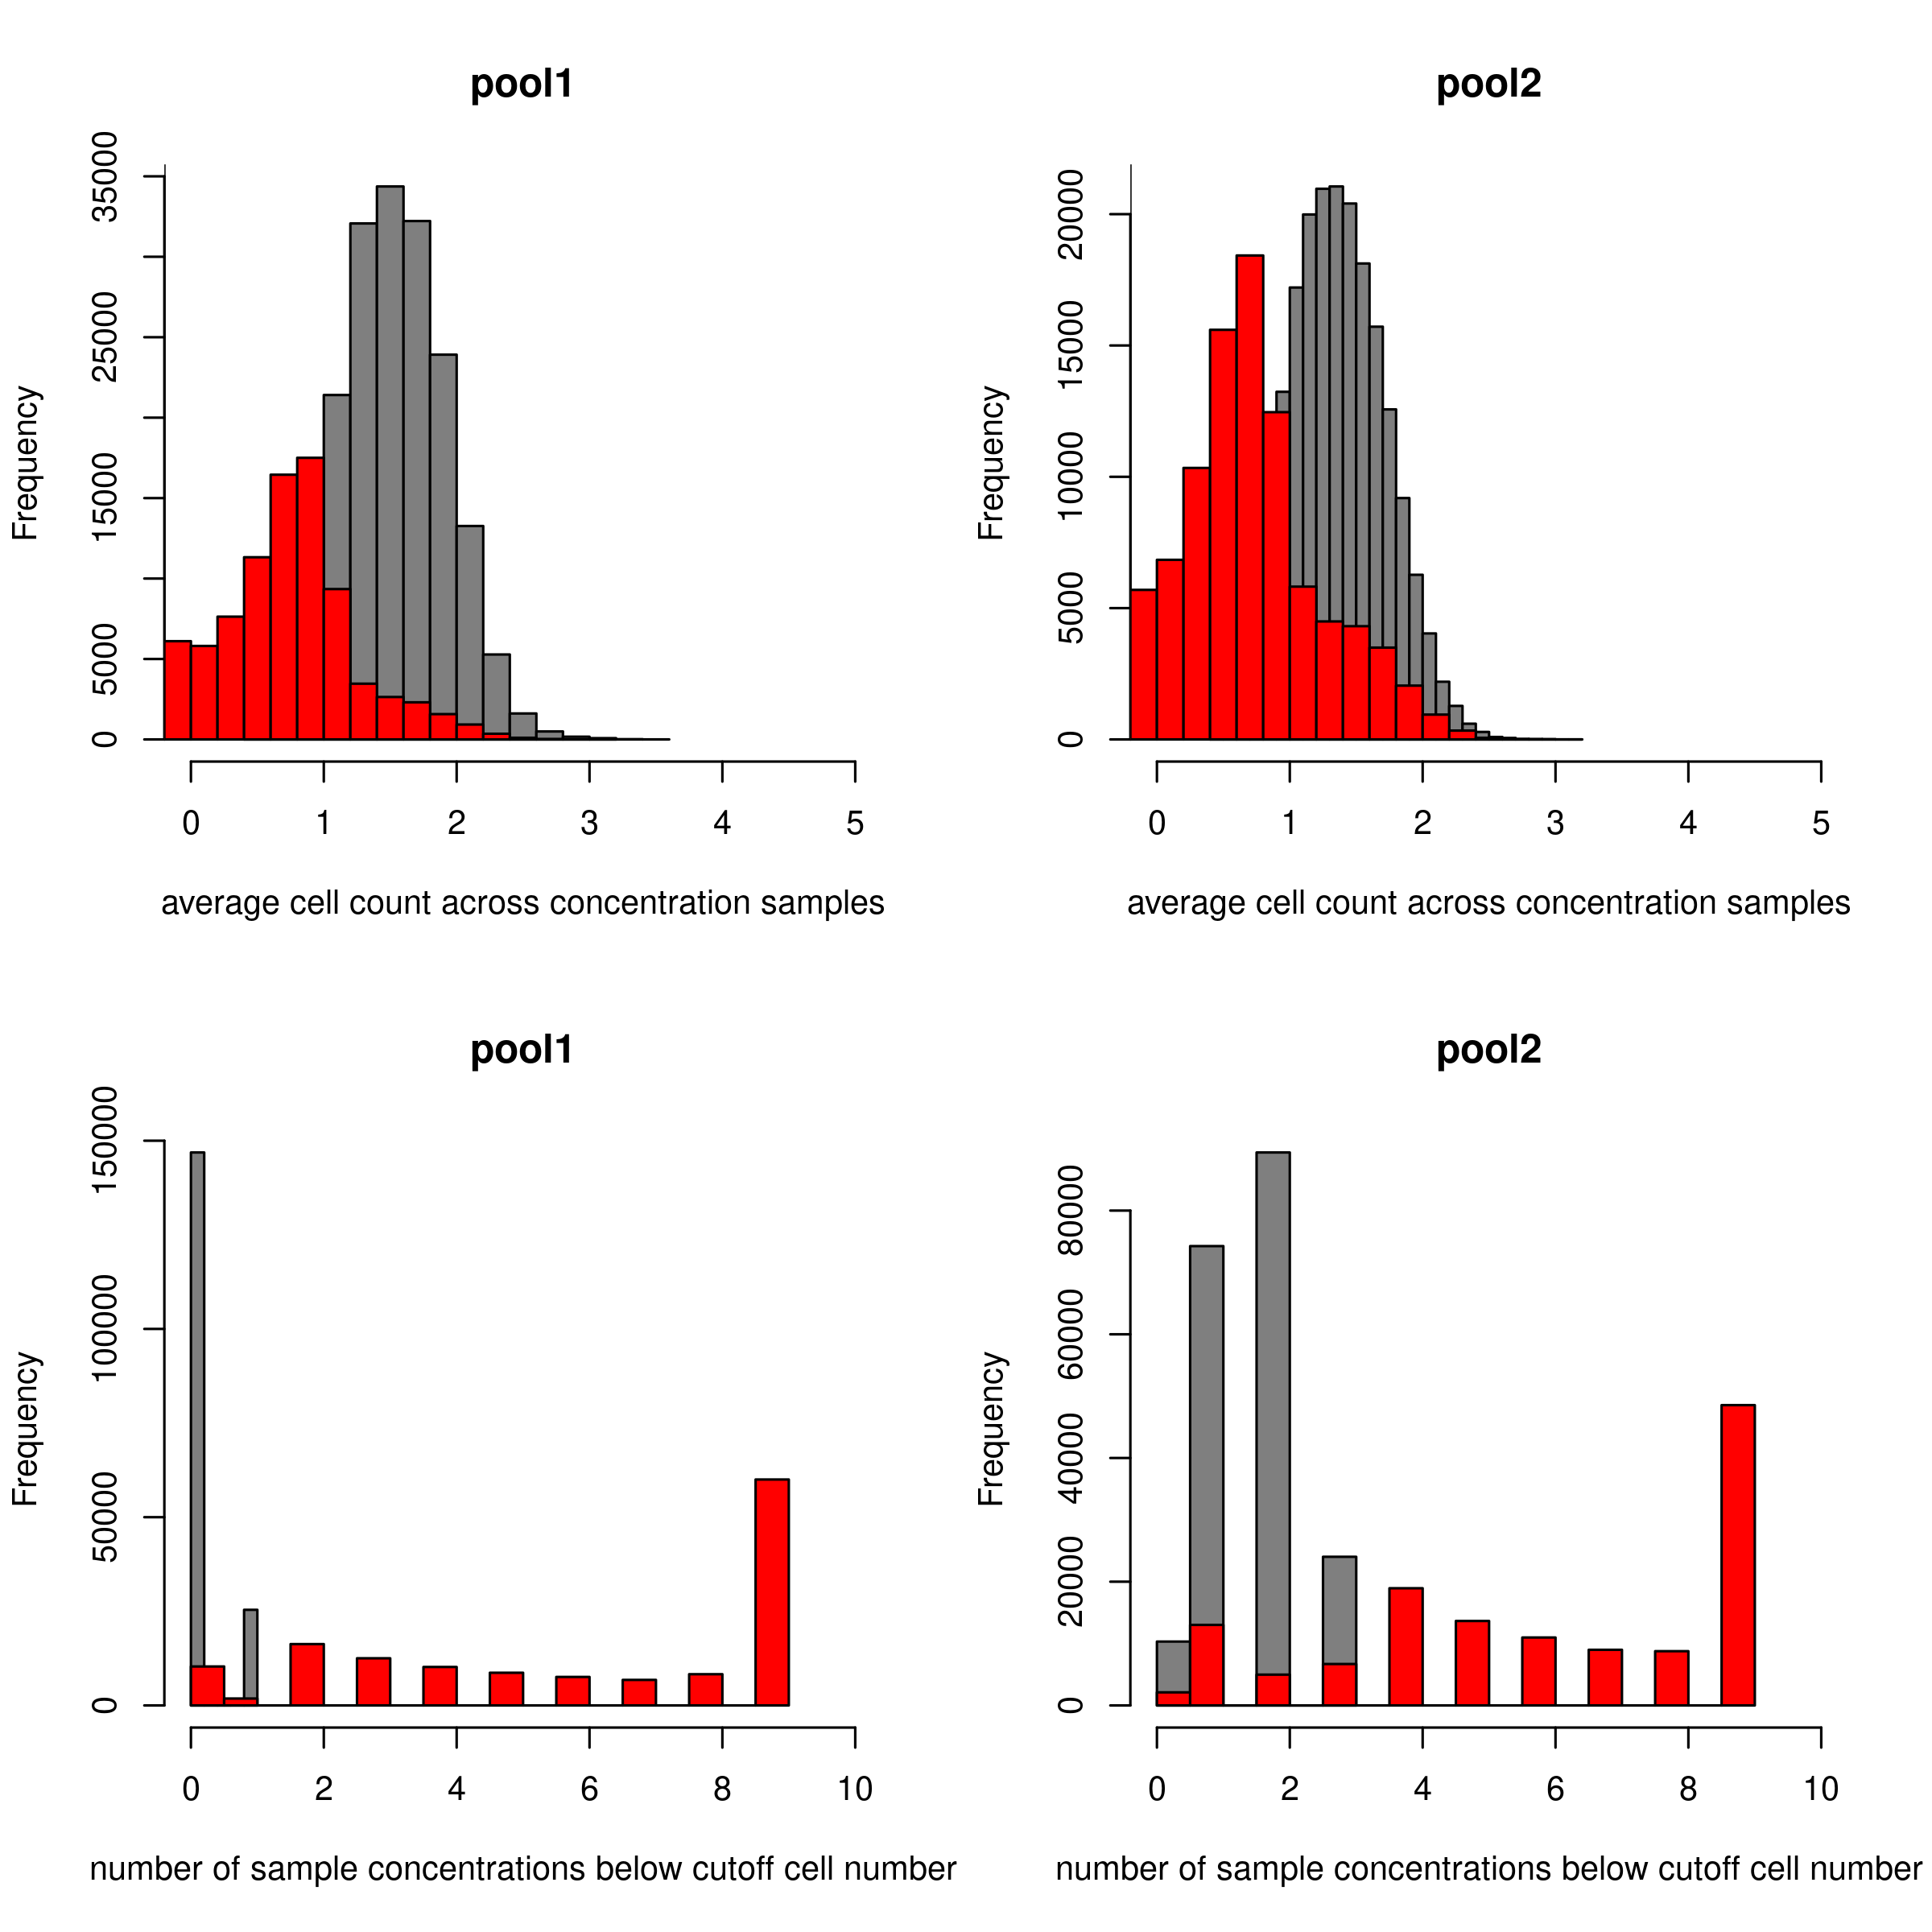 pool1
Frequency
0
5000
15000
25000
35000
0 1 2 3 4 5
average cell count across concentration samples
pool2
Frequency
0
5000
10000
15000
20000
0 1 2 3 4 5
average cell count across concentration samples
pool1
Frequency
0
50000
100000
150000
0 2 4 6 8 10
number of sample concentrations below cutoff cell number
pool2
Frequency
0
20000
40000
60000
80000
0 2 4 6 8 10
number of sample concentrations below cutoff cell number